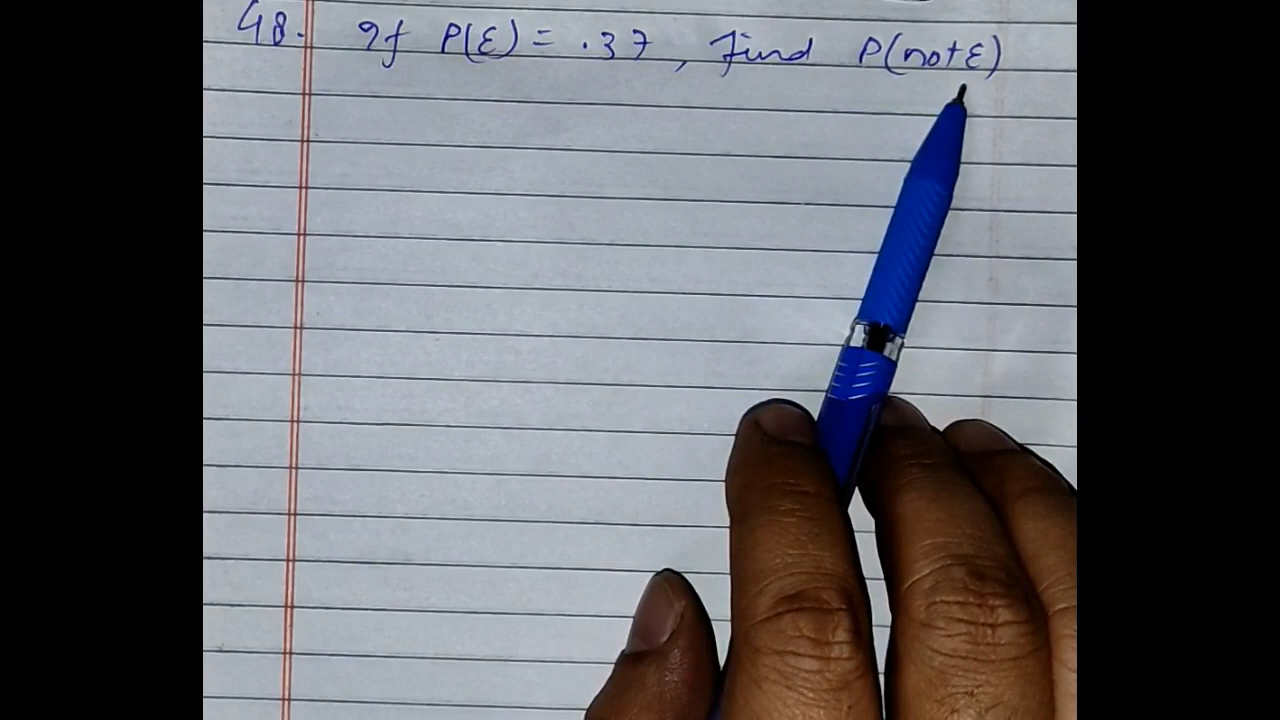 48. If P(E) = .37, find P(not E)